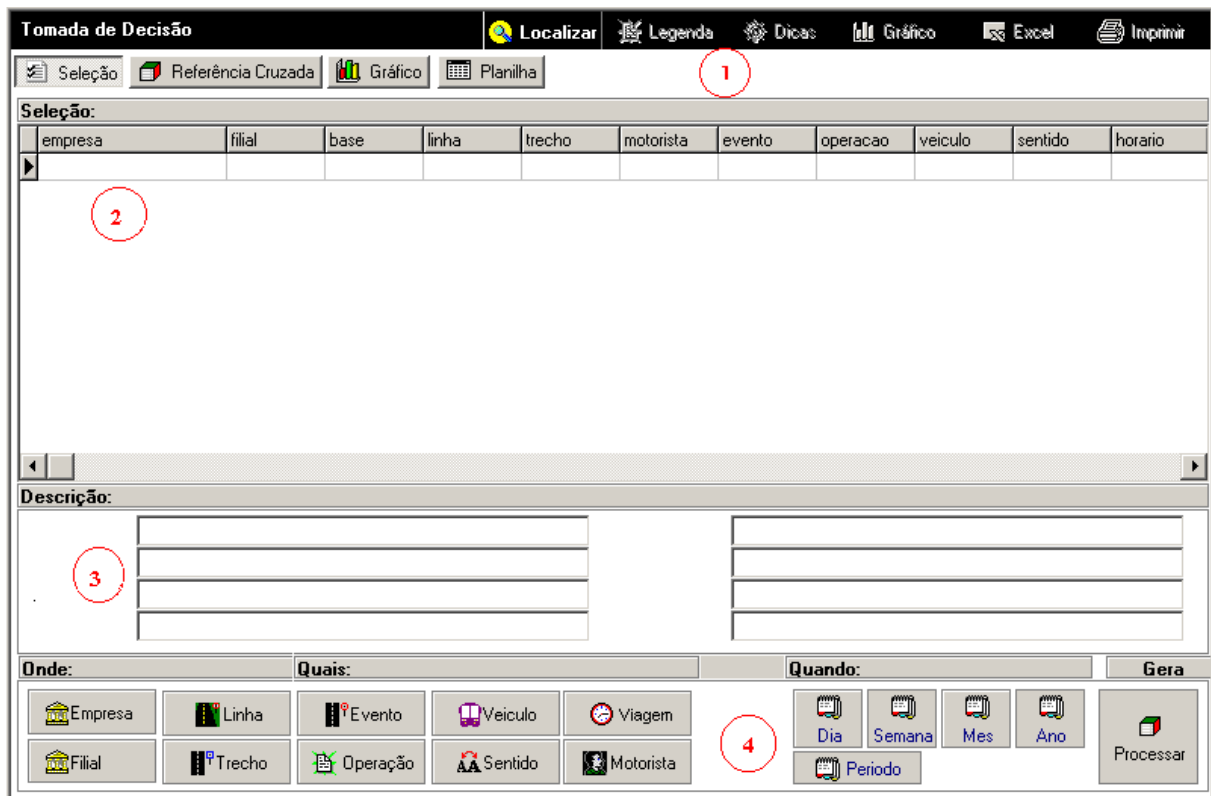 Tomada de Decisão Localizar Legenda Dicas Gráfico Excel Imprimir
Seleção Referência Cruzada Gráfico Planilha 1
Seleção:
empresa filial base linha trecho motorista evento operacao veiculo sentido horario
2
Descrição:
3
Onde: Quais: Quando: Gera
Empresa Linha Evento Veiculo Viagem Dia Semana Mes Ano Processar
4
Filial Trecho Operação Sentido Motorista Periodo